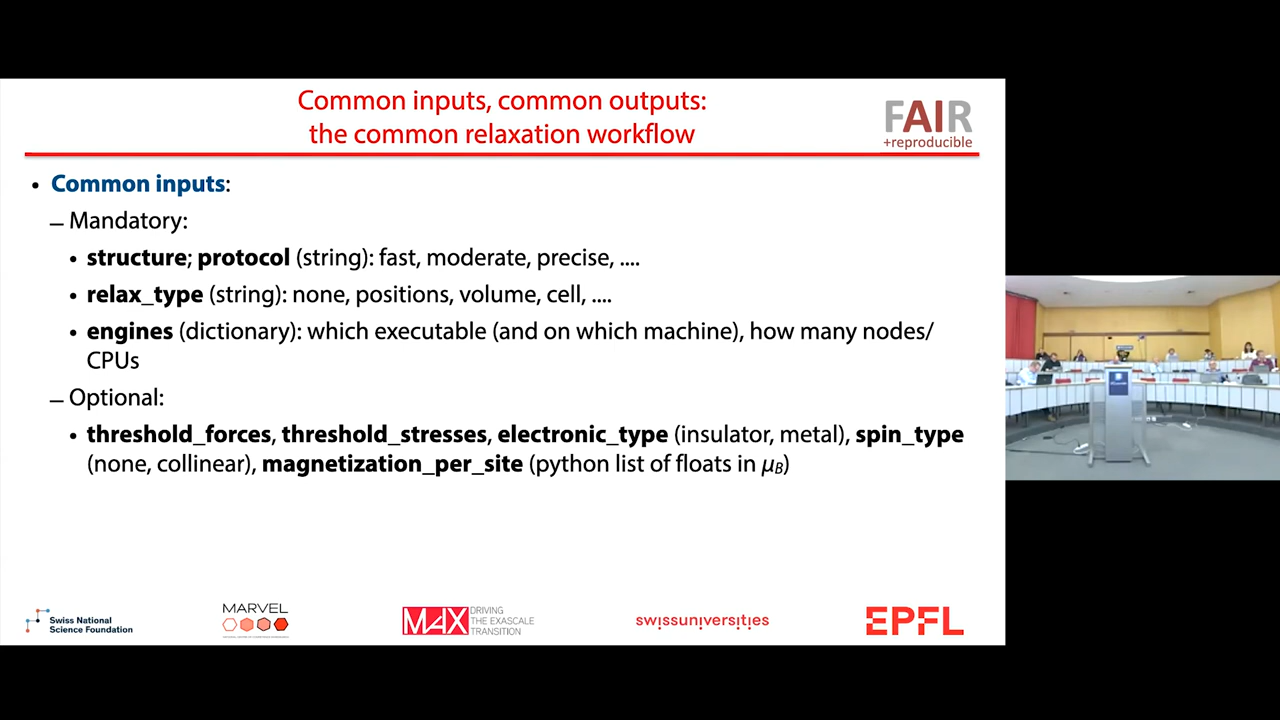 Common inputs, common outputs:
the common relaxation workflow
FAIR
+reproducible
• Common inputs:
– Mandatory:
• structure; protocol (string): fast, moderate, precise, ....
• relax_type (string): none, positions, volume, cell, ....
• engines (dictionary): which executable (and on which machine), how many nodes/
CPUs
– Optional:
• threshold_forces, threshold_stresses, electronic_type (insulator, metal), spin_type
(none, collinear), magnetization_per_site (python list of floats in μB)
Swiss National
Science Foundation
MARVEL
MAX
DRIVING
THE EXASCALE
TRANSITION
swissuniversities
EPFL